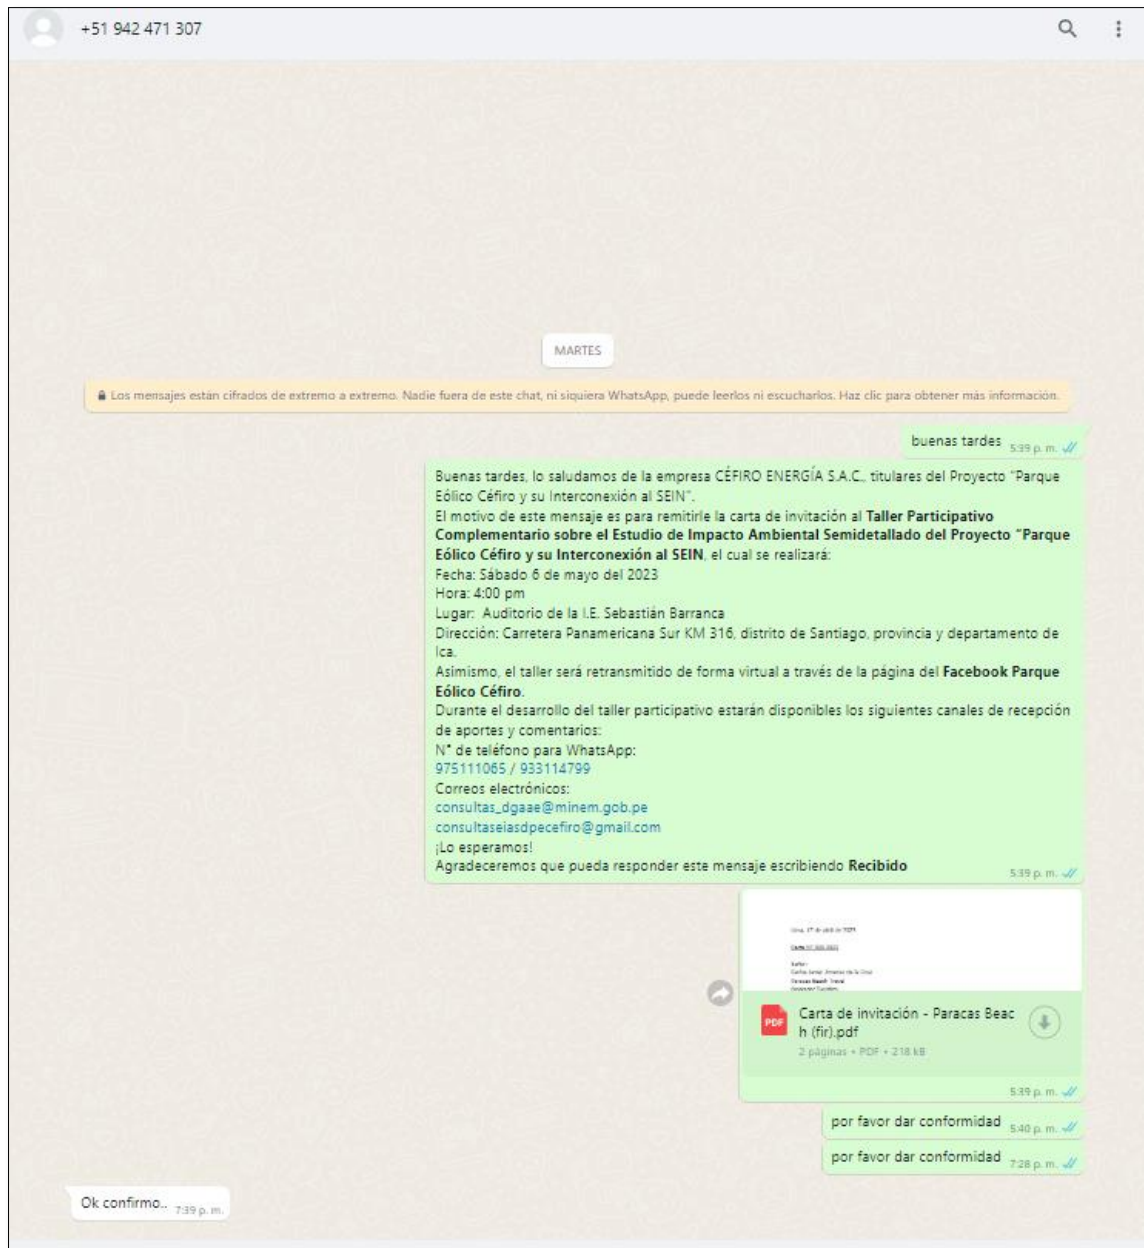 +51 942 471 307
MARTES
Los mensajes están cifrados de extremo a extremo. Nadie fuera de este chat, ni siquiera WhatsApp, puede leerlos ni escucharlos. Haz clic para obtener más información.
buenas tardes 5:39 p. m.
Buenas tardes, lo saludamos de la empresa CÉFIRO ENERGÍA S.A.C., titulares del Proyecto "Parque
Eólico Céfiro y su Interconexión al SEIN".
El motivo de este mensaje es para remitirle la carta de invitación al Taller Participativo
Complementario sobre el Estudio de Impacto Ambiental Semidetallado del Proyecto "Parque
Eólico Céfiro y su Interconexión al SEIN, el cual se realizará:
Fecha: Sábado 6 de mayo del 2023
Hora: 4:00 pm
Lugar: Auditorio de la I.E. Sebastián Barranca
Dirección: Carretera Panamericana Sur KM 316, distrito de Santiago, provincia y departamento de
Ica.
Asimismo, el taller será retransmitido de forma virtual a través de la página del Facebook Parque
Eólico Céfiro.
Durante el desarrollo del taller participativo estarán disponibles los siguientes canales de recepción
de aportes y comentarios:
N° de teléfono para WhatsApp:
975111065 / 933114799
Correos electrónicos:
consultas_dgaae@minem.gob.pe
consultaseiasdpecefiro@gmail.com
¡Lo esperamos!
Agradeceremos que pueda responder este mensaje escribiendo Recibido 5:39 p. m.
Señor:
PDF
Carta de invitación - Paracas Beac
h (fir).pdf
2 páginas • PDF • 218 kB
5:39 p. m.
por favor dar conformidad 5:40 p. m.
por favor dar conformidad 7:28 p. m.
Ok confirmo.. 7:39 p. m.